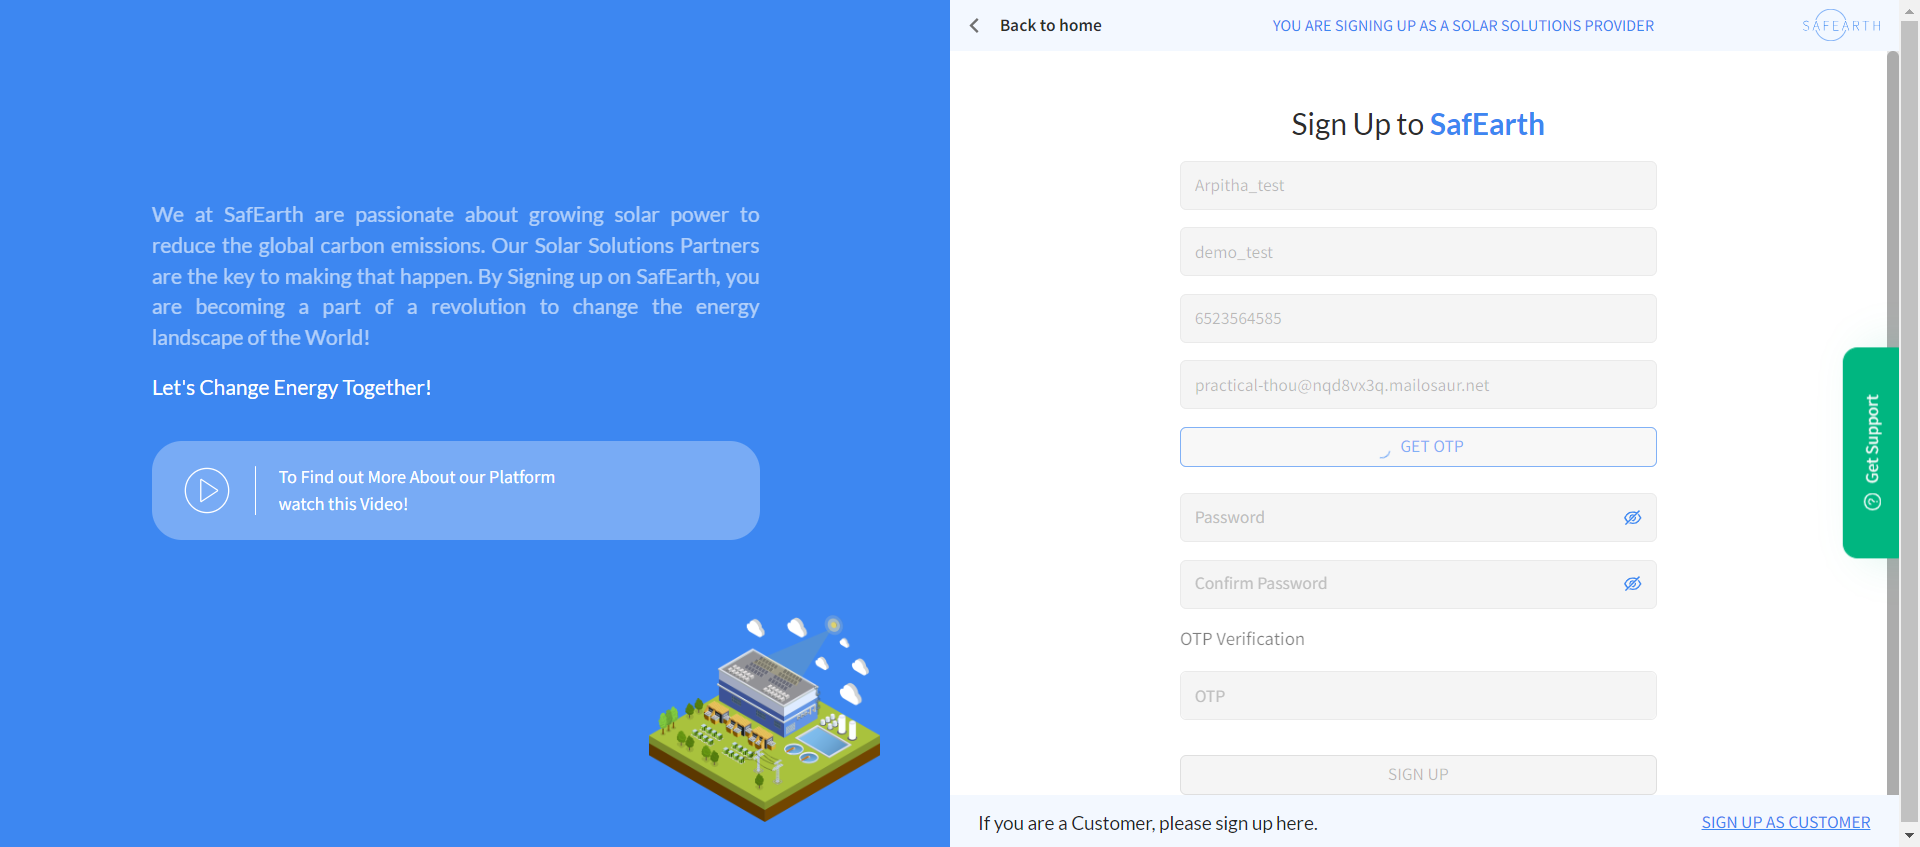 We at SafEarth are passionate about growing solar power to
reduce the global carbon emissions. Our Solar Solutions Partners
are the key to making that happen. By Signing up on SafEarth, you
are becoming a part of a revolution to change the energy
landscape of the World!
Let's Change Energy Together!
To Find out More About our Platform
watch this Video!
Back to home
YOU ARE SIGNING UP AS A SOLAR SOLUTIONS PROVIDER
SAFEARTH
Sign Up to SafEarth
Arpitha_test
demo_test
6523564585
practical-thou@nqd8vx3q.mailosaur.net
GET OTP
Password
Confirm Password
OTP Verification
OTP
SIGN UP
Get Support
If you are a Customer, please sign up here.
SIGN UP AS CUSTOMER